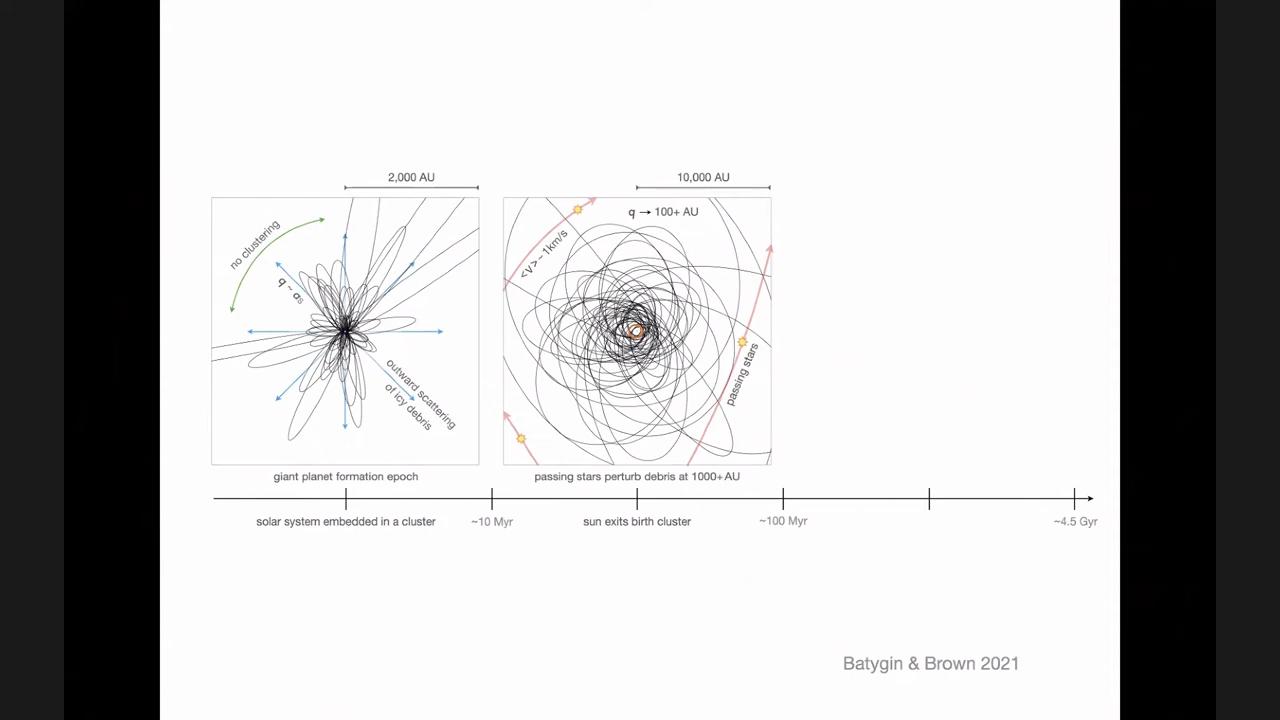 2,000 AU
10,000 AU
no clustering
q ~ a₅
outward scattering
of icy debris
<v> ~ 1km/s
q → 100+ AU
passing stars
giant planet formation epoch
passing stars perturb debris at 1000+ AU
solar system embedded in a cluster
~10 Myr
sun exits birth cluster
~100 Myr
~4.5 Gyr
Batygin & Brown 2021